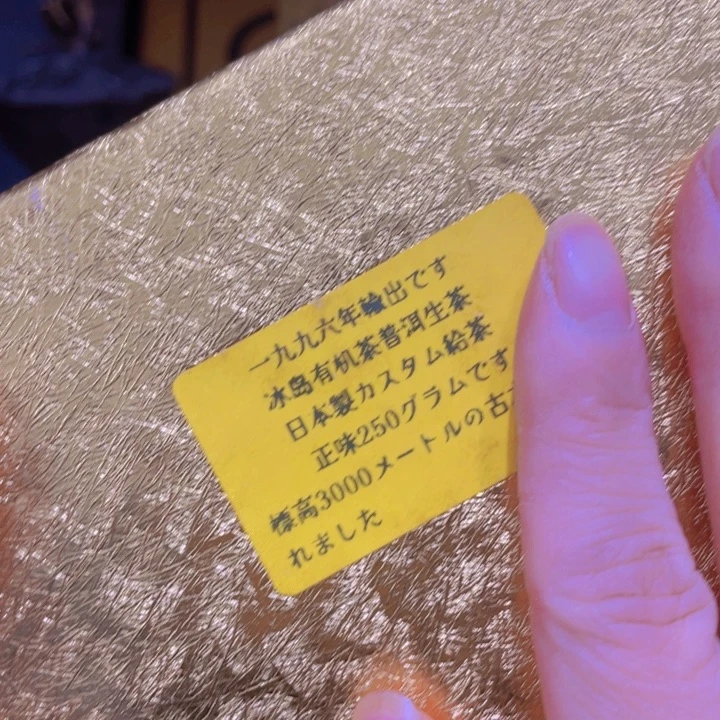 一九九六年輸出です
冰島有机茶普洱生茶
日本製カスタム給茶
正味250グラムです
標高3000メートルの古
れました